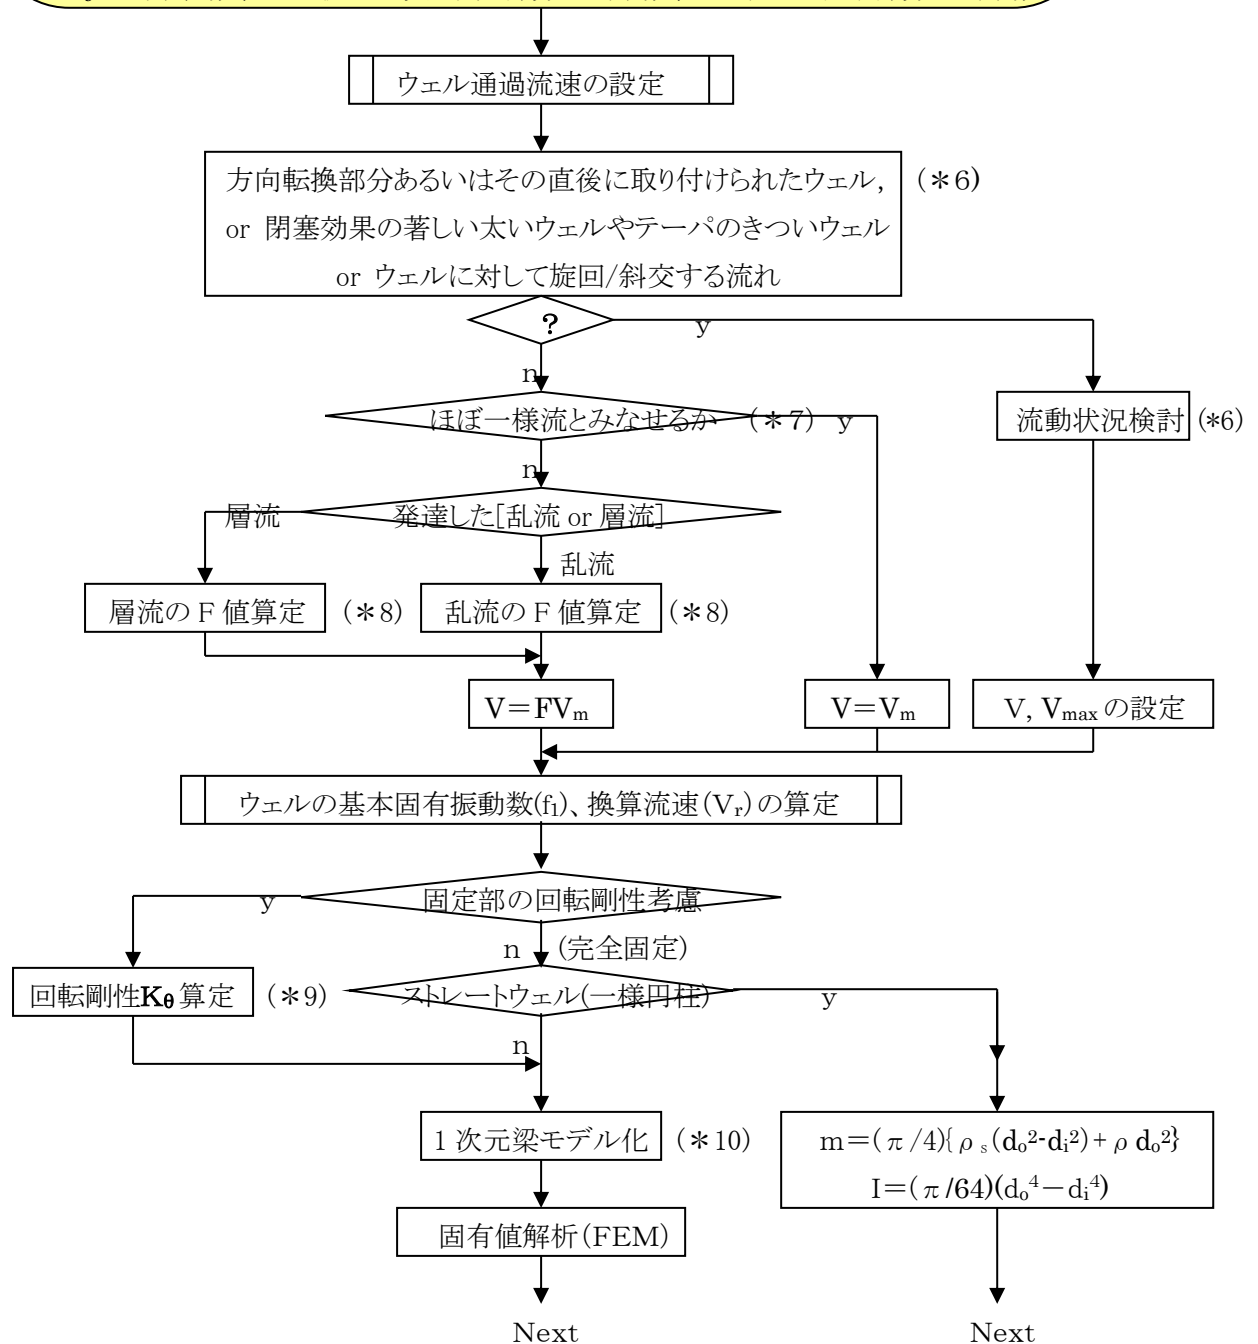 ウェル通過流速の設定
方向転換部分あるいはその直後に取り付けられたウェル, (＊6)
or 閉塞効果の著しい太いウェルやテーパのきついウェル
or ウェルに対して旋回/斜交する流れ
?
y
n
ほぼ一様流とみなせるか (＊7) y
流動状況検討 (*6)
n
層流 発達した[乱流 or 層流]
乱流
層流の F 値算定 (＊8) 乱流の F 値算定 (＊8)
V＝FVm V＝Vm V, Vmax の設定
ウェルの基本固有振動数(f1)、換算流速(Vr)の算定
y 固定部の回転剛性考慮
n (完全固定)
回転剛性Kθ算定 (＊9) ストレートウェル(一様円柱) y
n
1 次元梁モデル化 (＊10)
m＝(π/4){ρs(do²-di²)+ρdo²}
I＝(π/64)(do⁴－di⁴)
固有値解析(FEM)
Next Next